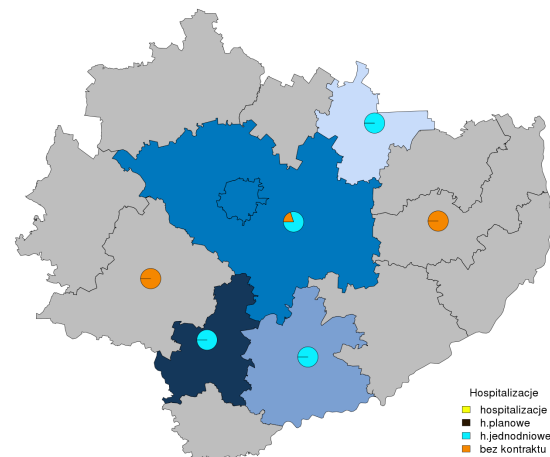 Hospitalizacje
hospitalizacje
h.planowe
h.jednodniowe
bez kontraktu